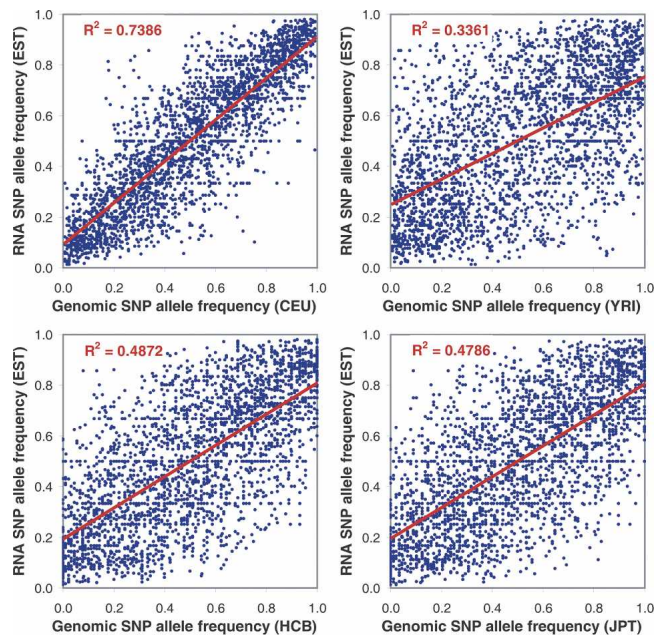 R² = 0.7386
RNA SNP allele frequency (EST)
1.0
0.8
0.6
0.4
0.2
0.0
0.0 0.2 0.4 0.6 0.8 1.0
Genomic SNP allele frequency (CEU)
R² = 0.3361
RNA SNP allele frequency (EST)
1.0
0.8
0.6
0.4
0.2
0.0
0.0 0.2 0.4 0.6 0.8 1.0
Genomic SNP allele frequency (YRI)
R² = 0.4872
RNA SNP allele frequency (EST)
1.0
0.8
0.6
0.4
0.2
0.0
0.0 0.2 0.4 0.6 0.8 1.0
Genomic SNP allele frequency (HCB)
R² = 0.4786
RNA SNP allele frequency (EST)
1.0
0.8
0.6
0.4
0.2
0.0
0.0 0.2 0.4 0.6 0.8 1.0
Genomic SNP allele frequency (JPT)